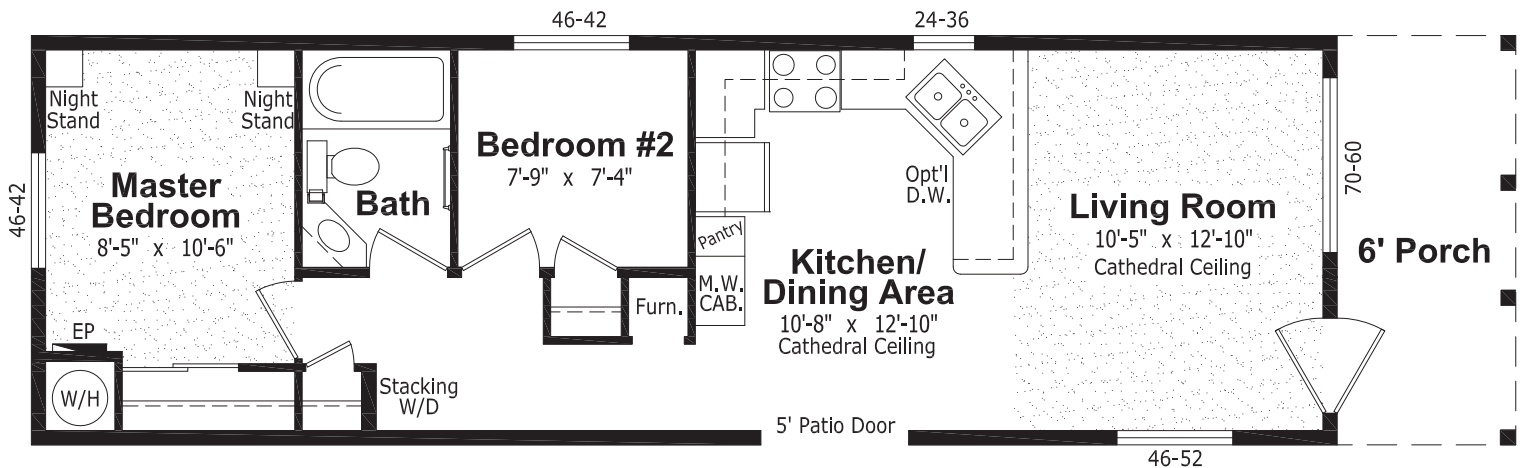 46-42
24-36
Night
Stand
Night
Stand
Master
Bedroom
8'-5" x 10'-6"
46-42
EP
W/H
Bath
Bedroom #2
7'-9" x 7'-4"
Stacking
W/D
Furn.
Pantry
M.W.
CAB.
Opt'l
D.W.
Kitchen/
Dining Area
10'-8" x 12'-10"
Cathedral Ceiling
5' Patio Door
Living Room
10'-5" x 12'-10"
Cathedral Ceiling
70-60
6' Porch
46-52